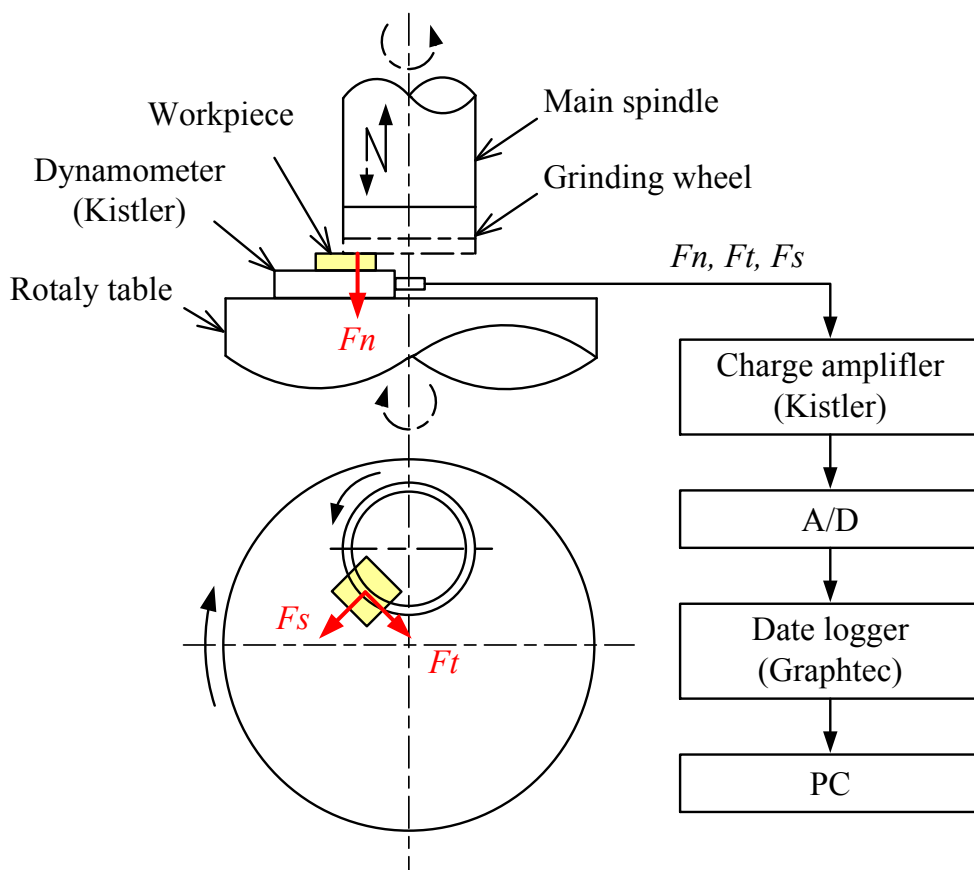 Workpiece
Main spindle
Dynamometer
(Kistler)
Grinding wheel
Fn, Ft, Fs
Rotaly table
Fn
Charge amplifler
(Kistler)
A/D
Fs
Ft
Date logger
(Graphtec)
PC